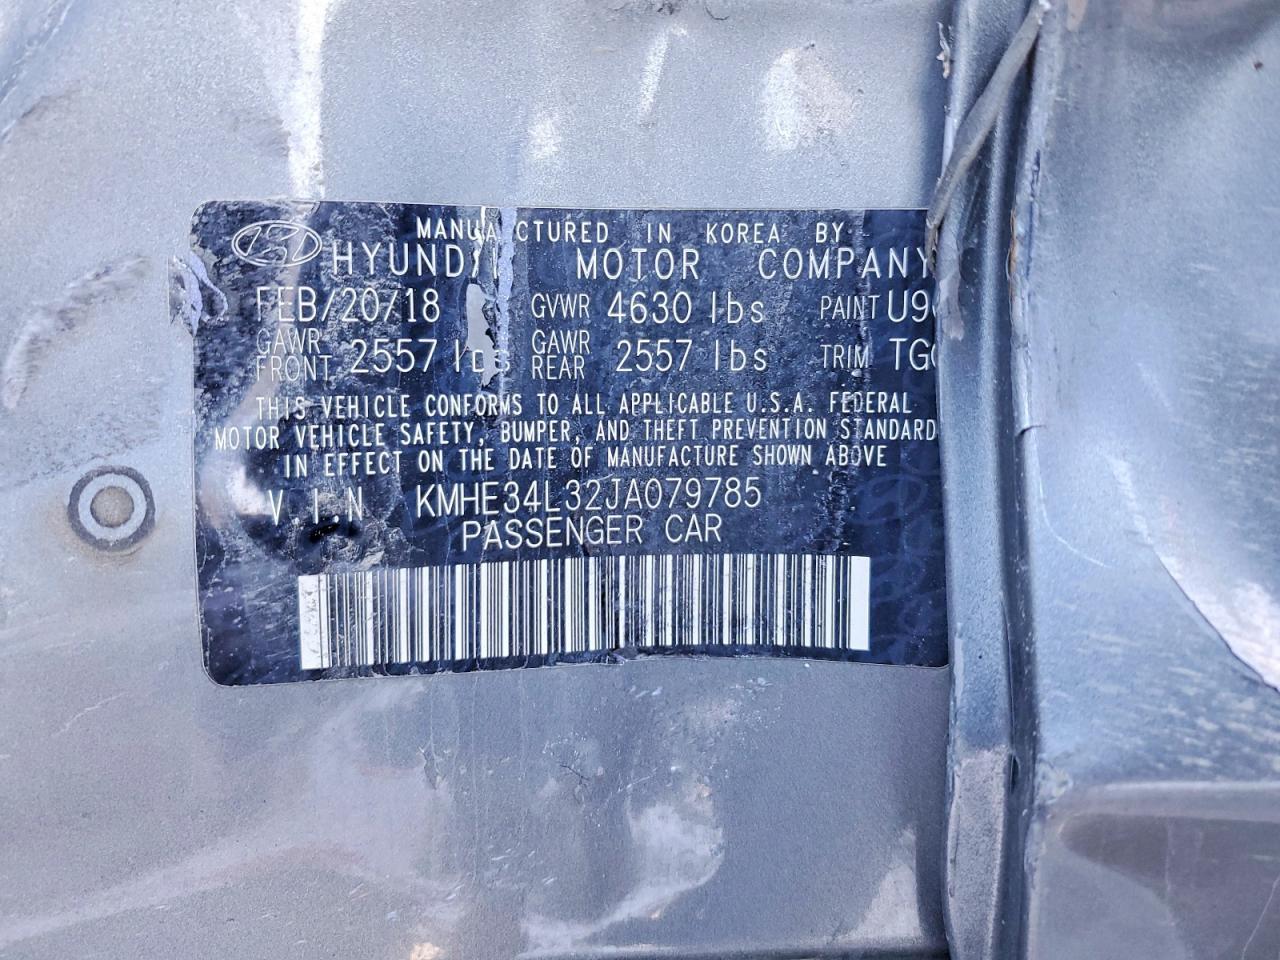 MANUFACTURED IN KOREA BY
HYUNDAI MOTOR COMPANY
FEB/20/18 GVWR 4630 lbs PAINT
GAWR FRONT 2557 lbs GAWR REAR 2557 lbs TRIM
THIS VEHICLE CONFORMS TO ALL APPLICABLE U.S.A. FEDERAL
MOTOR VEHICLE SAFETY, BUMPER, AND THEFT PREVENTION STANDARD
IN EFFECT ON THE DATE OF MANUFACTURE SHOWN ABOVE
V.I.N KMHE34L32JA079785
PASSENGER CAR